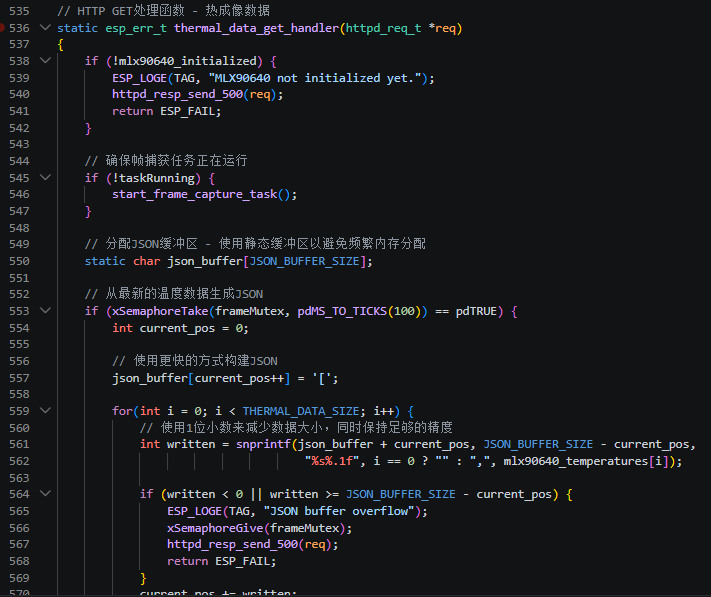 535 // HTTP GET处理函数 - 热成像数据
536 static esp_err_t thermal_data_get_handler(httpd_req_t *req)
537 {
538     if (!mlx90640_initialized) {
539         ESP_LOGE(TAG, "MLX90640 not initialized yet.");
540         httpd_resp_send_500(req);
541         return ESP_FAIL;
542     }
543
544     // 确保帧捕获任务正在运行
545     if (!taskRunning) {
546         start_frame_capture_task();
547     }
548
549     // 分配JSON缓冲区 - 使用静态缓冲区以避免频繁内存分配
550     static char json_buffer[JSON_BUFFER_SIZE];
551
552     // 从最新的温度数据生成JSON
553     if (xSemaphoreTake(frameMutex, pdMS_TO_TICKS(100)) == pdTRUE) {
554         int current_pos = 0;
555
556         // 使用更快的方式构建JSON
557         json_buffer[current_pos++] = '[';
558
559         for(int i = 0; i < THERMAL_DATA_SIZE; i++) {
560             // 使用1位小数来减少数据大小，同时保持足够的精度
561             int written = snprintf(json_buffer + current_pos, JSON_BUFFER_SIZE - current_pos,
562                                 "%s%.1f", i == 0 ? "" : ",", mlx90640_temperatures[i]);
563
564             if (written < 0 || written >= JSON_BUFFER_SIZE - current_pos) {
565                 ESP_LOGE(TAG, "JSON buffer overflow");
566                 xSemaphoreGive(frameMutex);
567                 httpd_resp_send_500(req);
568                 return ESP_FAIL;
569             }
570             current_pos += written;